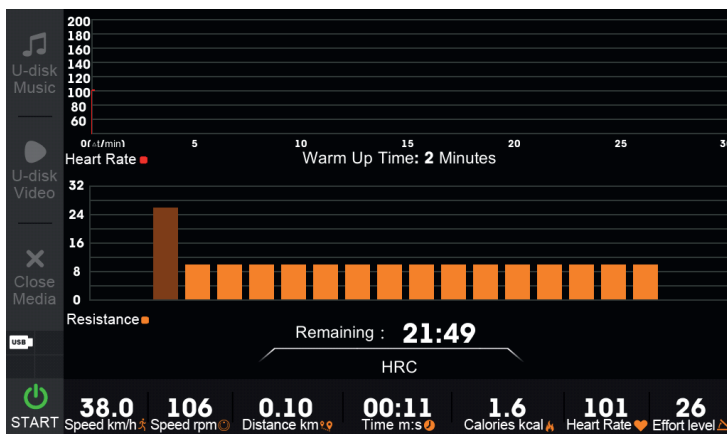 U-disk
Music
U-disk
Video
Close
Media
USB
START
200
180
160
140
120
100
80
60
0(△t/min) 5 10 15 20 25 30
Heart Rate
Warm Up Time: 2 Minutes
32
24
16
8
0
Resistance
Remaining : 21:49
HRC
38.0 106 0.10 00:11 1.6 101 26
Speed km/h Speed rpm Distance km Time m:s Calories kcal Heart Rate Effort level